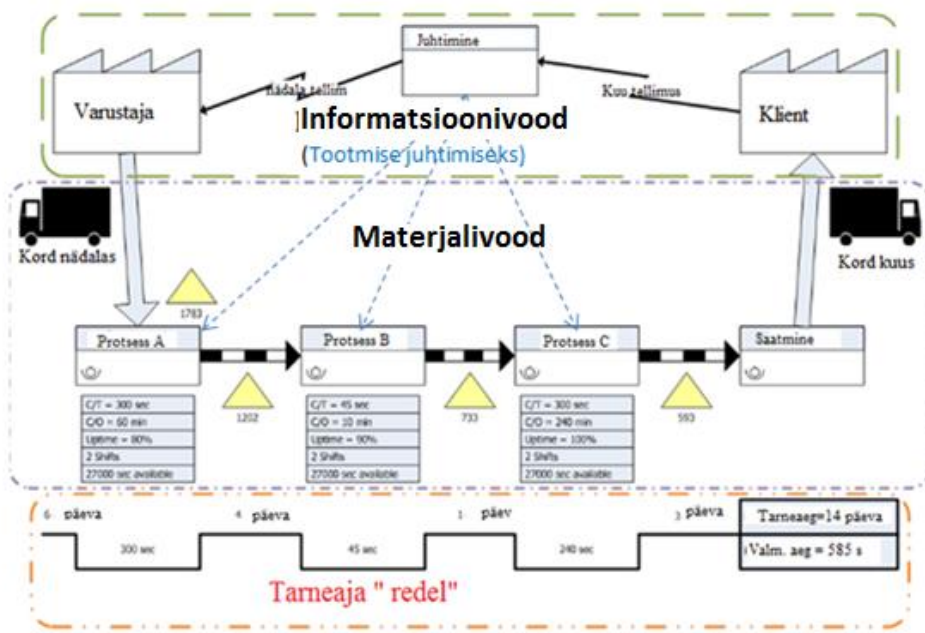 Juhtimine
Varustaja
nädala tellim
Kuu tellimus
Klient
Informatsioonivood
(Tootmise juhtimiseks)
Materjalivood
Kord nädalas
Kord kuus
1783
Protsess A
Protsess B
Protsess C
Saatmine
1202
733
593
C/T = 300 sec
C/O = 60 min
Uptime = 80%
2 Shifts
27000 sec available
C/T = 45 sec
C/O = 10 min
Uptime = 90%
2 Shifts
27000 sec available
C/T = 300 sec
C/O = 240 min
Uptime = 100%
2 Shifts
27000 sec available
6 päeva
4 päeva
1 päev
3 päeva
Tarneaeg=14 päeva
300 sec
45 sec
240 sec
Valm. aeg = 585 s
Tarneaja " redel"